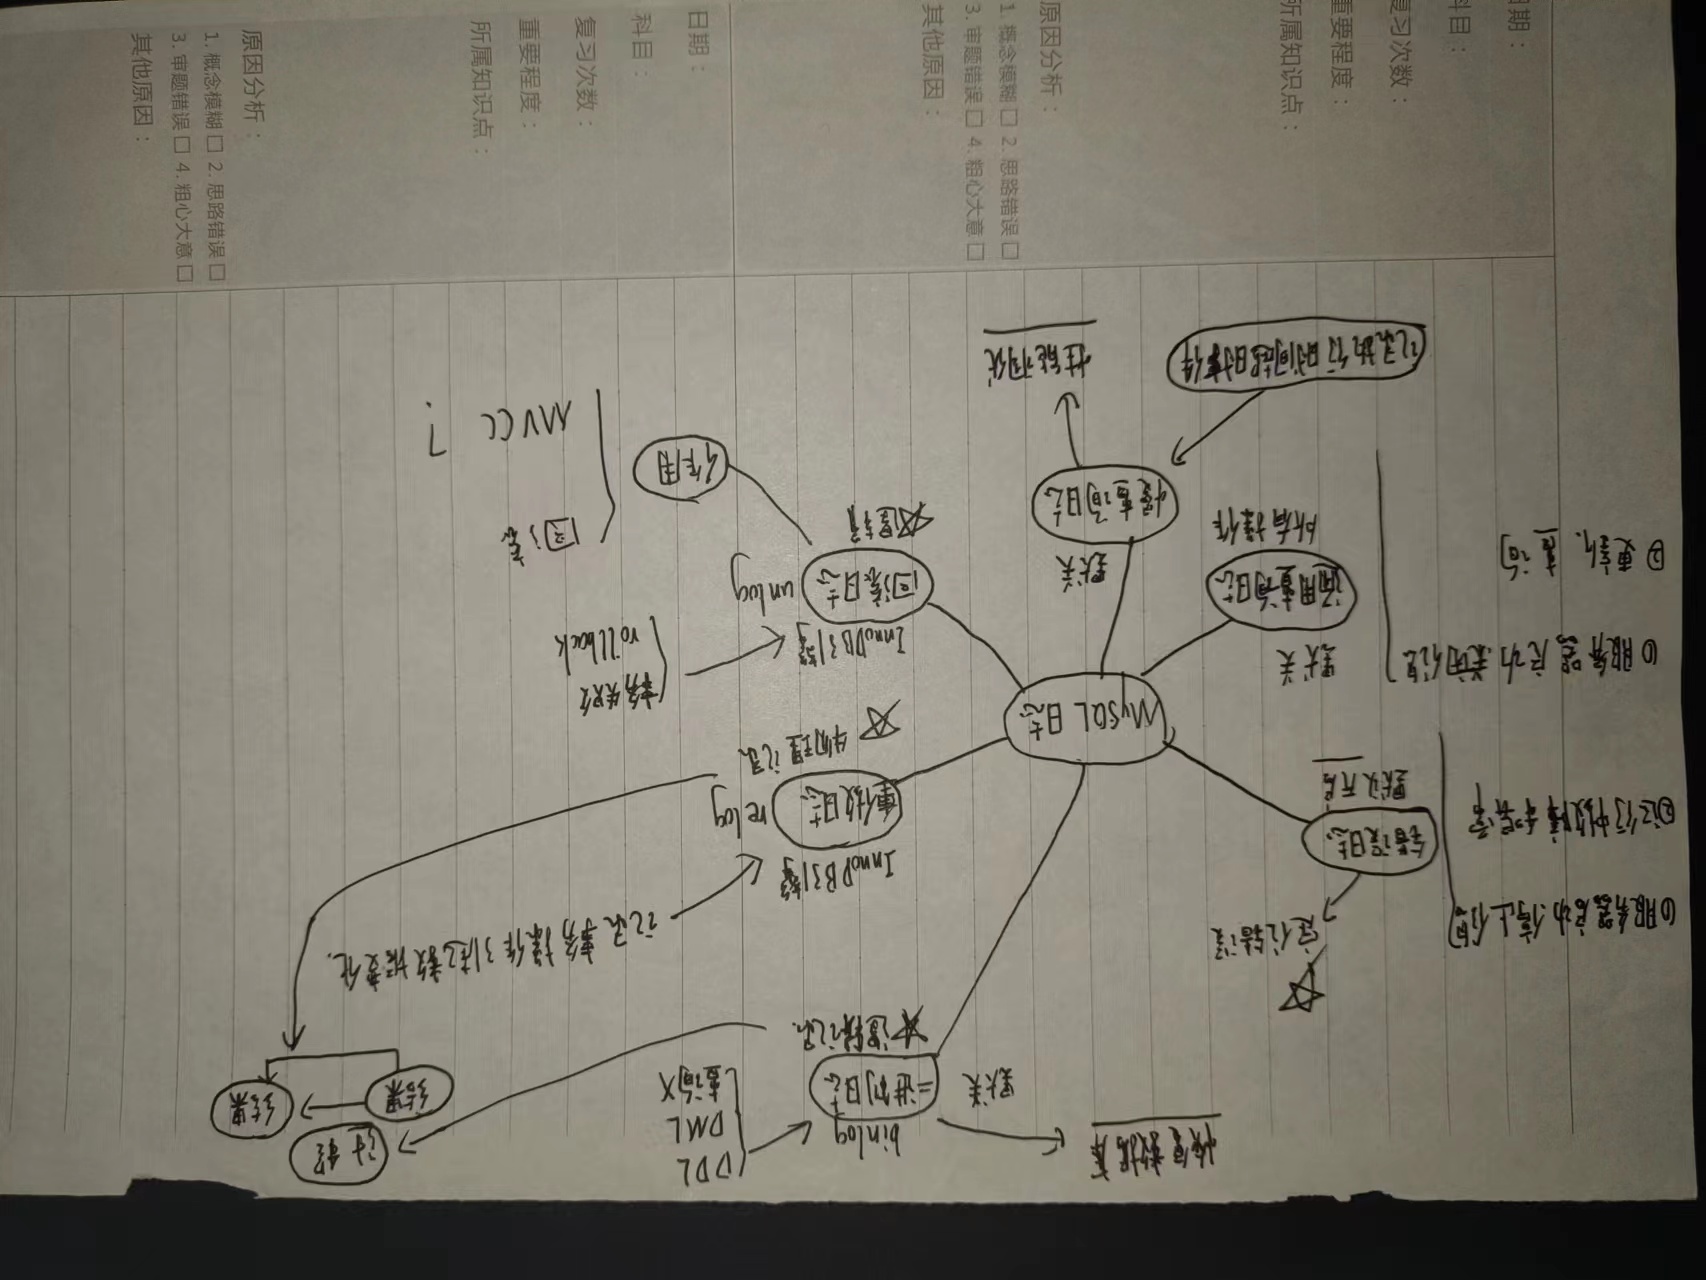 恢复数据库
binlog
默关
二进制日志
☆逻辑记录
DDL
DML
查询X
过程
结果
结果
☆
定位错误
①服务器启动、停止信息
②运行中故障和异常
错误日志
默认开启
记录事务操作引起数据变化.
InnoDB引擎
重做日志
relog
☆ 物理记录
MySQL 日志
①服务器启动、关闭信息
②更新、查询
默关
通用查询日志
所有操作
默关
慢查询日志
记录执行时间超时事件
性能调优
InnoDB引擎
回滚日志
unlog
☆逻辑
事务失败
rollback
作用
回滚
MVCC ?
日期:
科目:
复习次数:
重要程度:
所属知识点:
原因分析:
1. 概念模糊□ 2. 思路错误□
3. 审题错误□ 4. 粗心大意□
其他原因:
日期:
科目:
复习次数:
重要程度:
所属知识点:
原因分析:
1. 概念模糊□ 2. 思路错误□
3. 审题错误□ 4. 粗心大意□
其他原因: